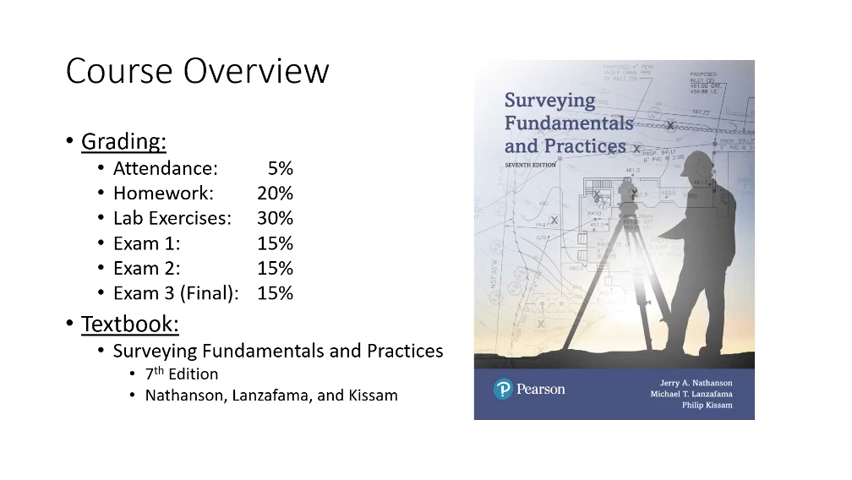 Course Overview
• Grading:
• Attendance: 5%
• Homework: 20%
• Lab Exercises: 30%
• Exam 1: 15%
• Exam 2: 15%
• Exam 3 (Final): 15%
• Textbook:
• Surveying Fundamentals and Practices
• 7th Edition
• Nathanson, Lanzafama, and Kissam
Surveying
Fundamentals
and Practices
SEVENTH EDITION
P Pearson
Jerry A. Nathanson
Michael T. Lanzafama
Philip Kissam